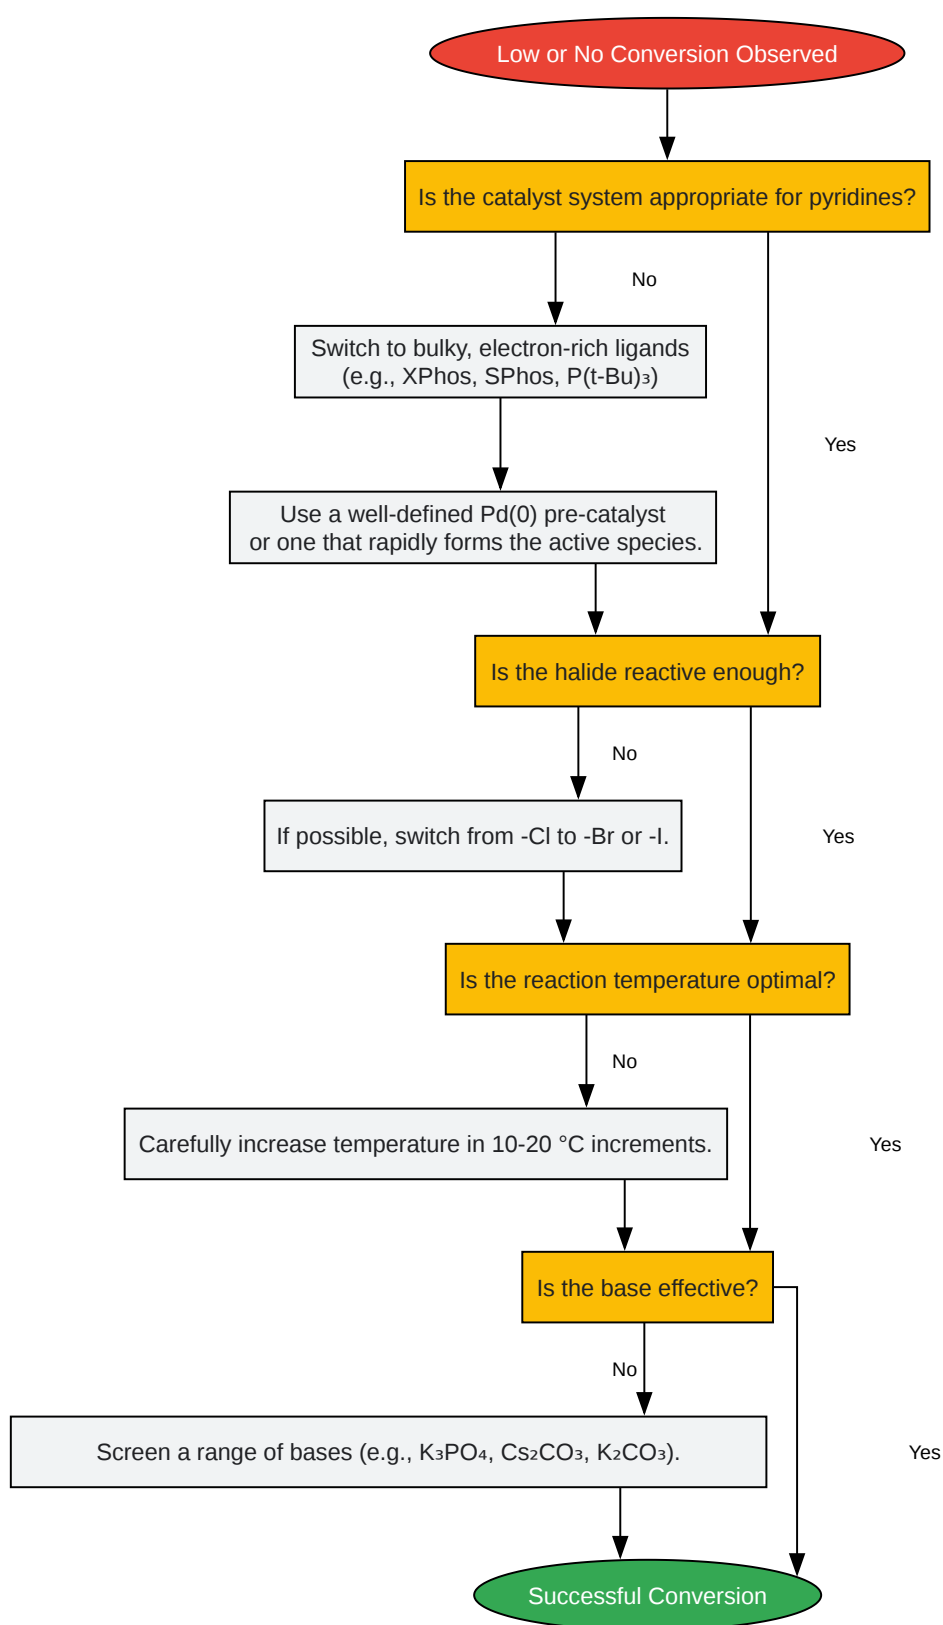 Low or No Conversion Observed
Is the catalyst system appropriate for pyridines?
No
Switch to bulky, electron-rich ligands
(e.g., XPhos, SPhos, P(t-Bu)₃)
Yes
Use a well-defined Pd(0) pre-catalyst
or one that rapidly forms the active species.
Is the halide reactive enough?
No
If possible, switch from -Cl to -Br or -I.
Yes
Is the reaction temperature optimal?
No
Carefully increase temperature in 10-20 °C increments.
Yes
Is the base effective?
No
Screen a range of bases (e.g., K₃PO₄, Cs₂CO₃, K₂CO₃).
Yes
Successful Conversion